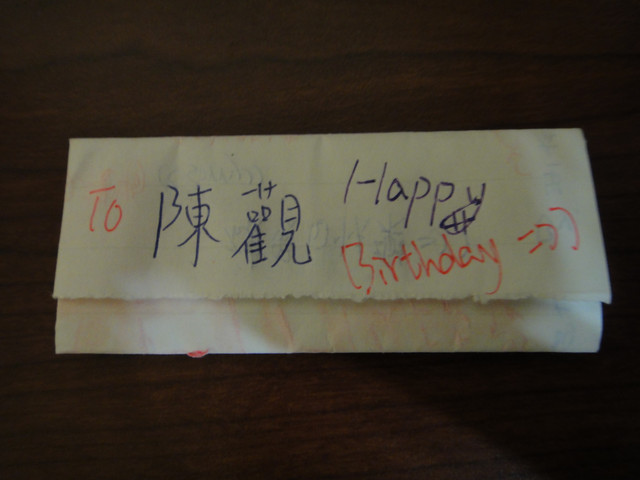 To 陳觀 Happy
Birthday =))